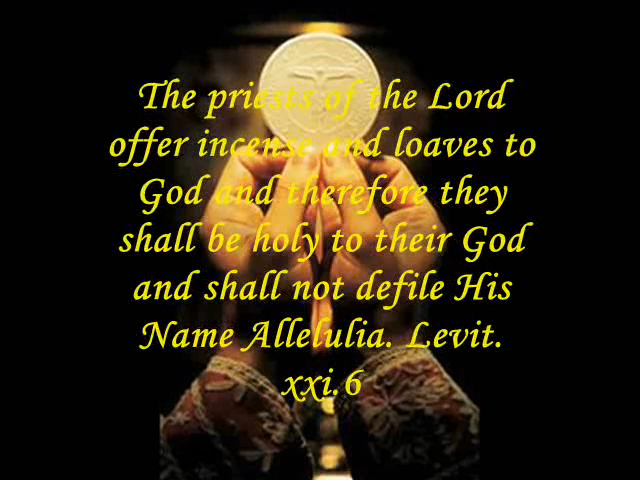 The priests of the Lord
offer incense and loaves to
God and therefore they
shall be holy to their God
and shall not defile His
Name Allelulia. Levit.
xxi.6